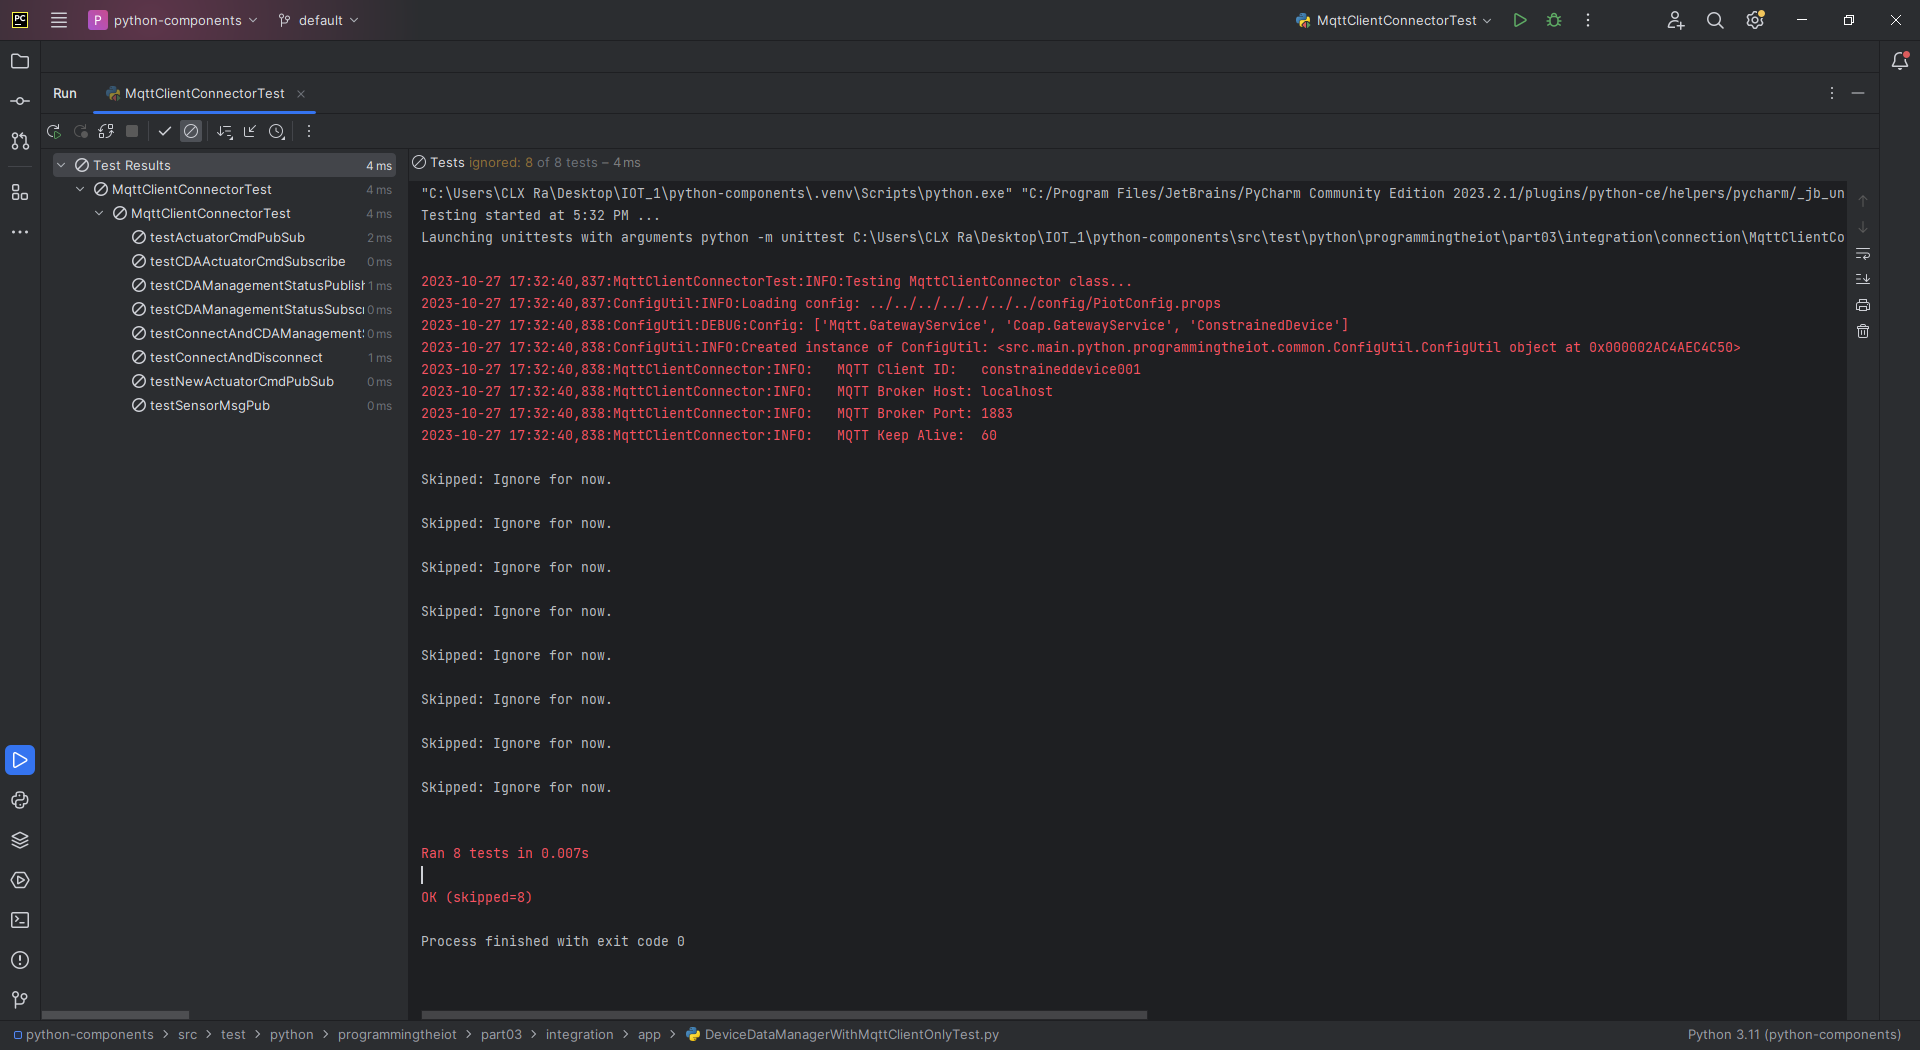 PC
P python-components
default
MqttClientConnectorTest
Run
MqttClientConnectorTest
Test Results 4 ms
MqttClientConnectorTest 4 ms
MqttClientConnectorTest 4 ms
testActuatorCmdPubSub 2 ms
testCDAActuatorCmdSubscribe 0 ms
testCDAManagementStatusPublish 1 ms
testCDAManagementStatusSubscr 0 ms
testConnectAndCDAManagementS 0 ms
testConnectAndDisconnect 1 ms
testNewActuatorCmdPubSub 0 ms
testSensorMsgPub 0 ms
Tests ignored: 8 of 8 tests – 4 ms
"C:\Users\CLX Ra\Desktop\IOT_1\python-components\.venv\Scripts\python.exe" "C:/Program Files/JetBrains/PyCharm Community Edition 2023.2.1/plugins/python-ce/helpers/pycharm/_jb_un
Testing started at 5:32 PM ...
Launching unittests with arguments python -m unittest C:\Users\CLX Ra\Desktop\IOT_1\python-components\src\test\python\programmingtheiot\part03\integration\connection\MqttClientCo
2023-10-27 17:32:40,837:MqttClientConnectorTest:INFO:Testing MqttClientConnector class...
2023-10-27 17:32:40,837:ConfigUtil:INFO:Loading config: ../../../../../../../config/PiotConfig.props
2023-10-27 17:32:40,838:ConfigUtil:DEBUG:Config: ['Mqtt.GatewayService', 'Coap.GatewayService', 'ConstrainedDevice']
2023-10-27 17:32:40,838:ConfigUtil:INFO:Created instance of ConfigUtil: <src.main.python.programmingtheiot.common.ConfigUtil.ConfigUtil object at 0x000002AC4AEC4C50>
2023-10-27 17:32:40,838:MqttClientConnector:INFO:   MQTT Client ID:   constraineddevice001
2023-10-27 17:32:40,838:MqttClientConnector:INFO:   MQTT Broker Host: localhost
2023-10-27 17:32:40,838:MqttClientConnector:INFO:   MQTT Broker Port: 1883
2023-10-27 17:32:40,838:MqttClientConnector:INFO:   MQTT Keep Alive:  60
Skipped: Ignore for now.
Skipped: Ignore for now.
Skipped: Ignore for now.
Skipped: Ignore for now.
Skipped: Ignore for now.
Skipped: Ignore for now.
Skipped: Ignore for now.
Skipped: Ignore for now.
Ran 8 tests in 0.007s
OK (skipped=8)
Process finished with exit code 0
python-components > src > test > python > programmingtheiot > part03 > integration > app > DeviceDataManagerWithMqttClientOnlyTest.py
Python 3.11 (python-components)